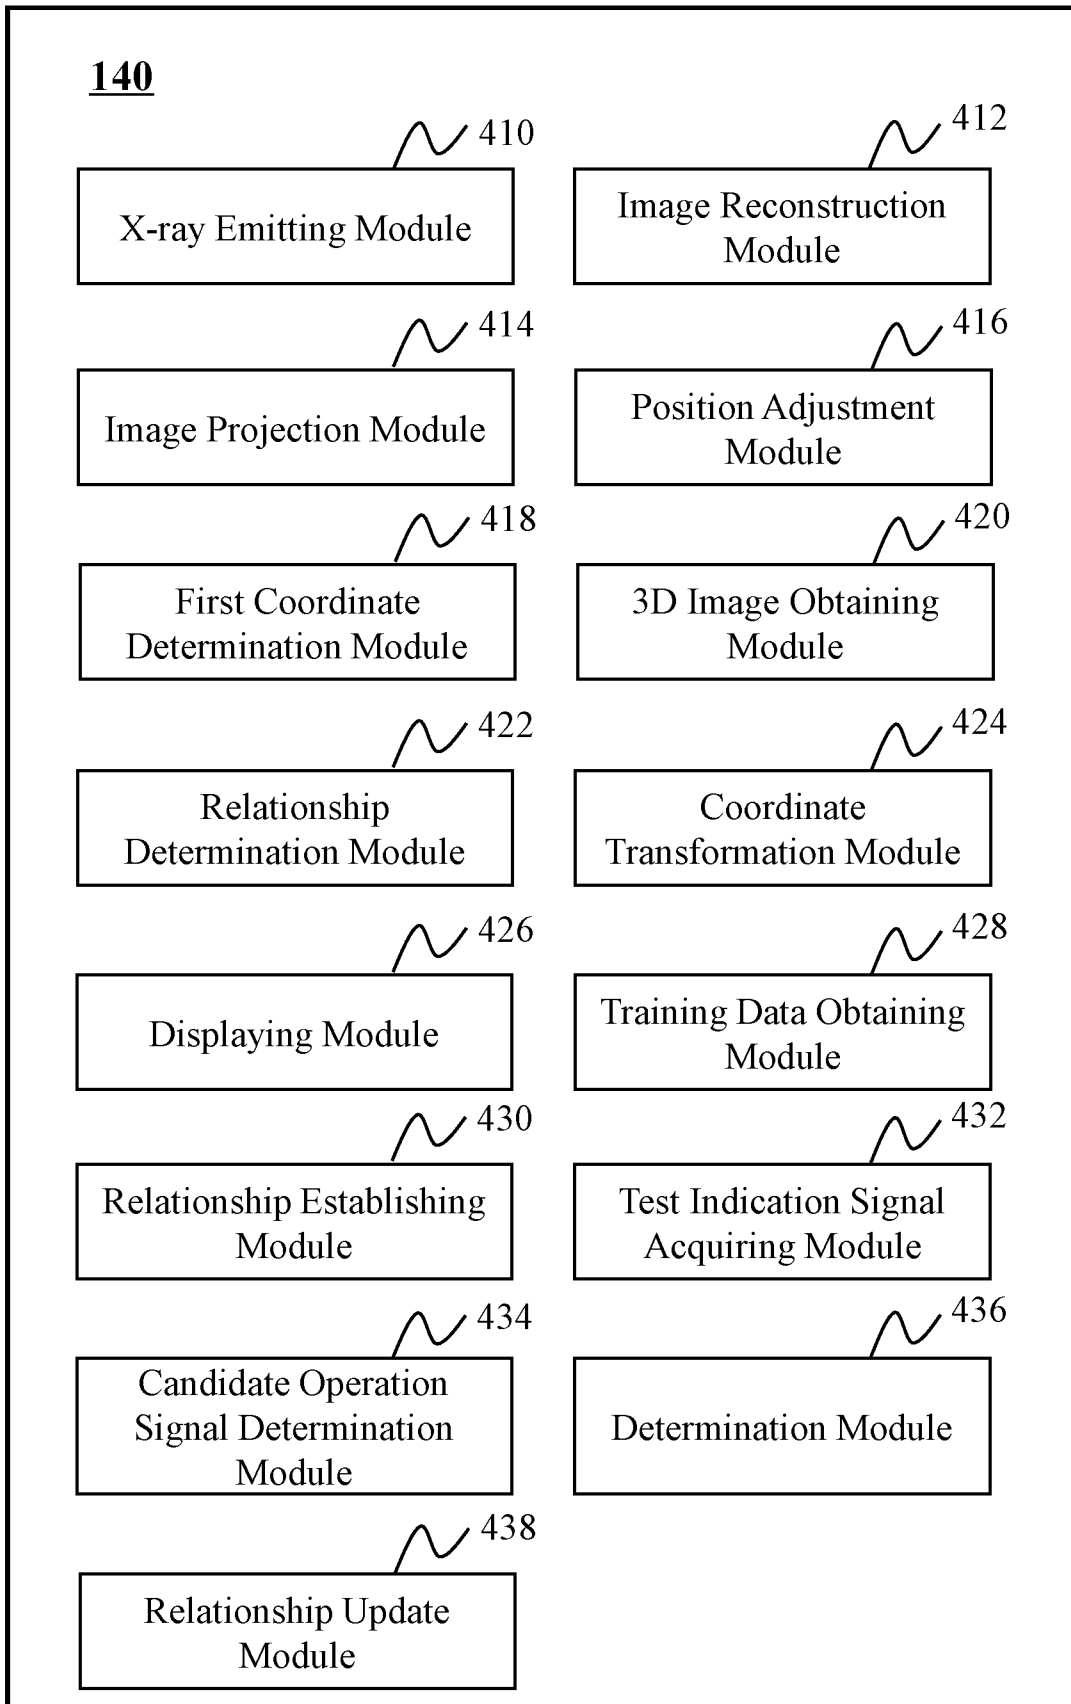 140
410
412
X-ray Emitting Module
Image Reconstruction
Module
414
416
Image Projection Module
Position Adjustment
Module
418
420
First Coordinate
Determination Module
3D Image Obtaining
Module
422
424
Relationship
Determination Module
Coordinate
Transformation Module
426
428
Displaying Module
Training Data Obtaining
Module
430
432
Relationship Establishing
Module
Test Indication Signal
Acquiring Module
434
436
Candidate Operation
Signal Determination
Module
Determination Module
438
Relationship Update
Module